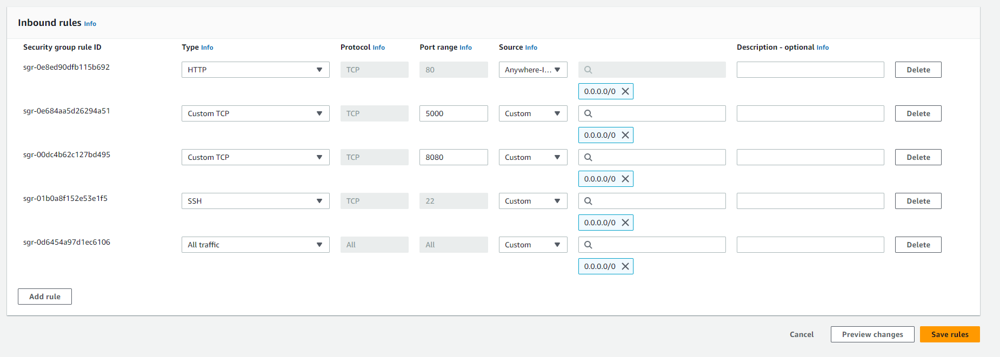 Inbound rules Info
Security group rule ID Type Info Protocol Info Port range Info Source Info Description - optional Info
sgr-0e8ed90dfb115b692 HTTP TCP 80 Anywhere-I... Delete
0.0.0.0/0
sgr-0e684aa5d26294a51 Custom TCP TCP 5000 Custom Delete
0.0.0.0/0
sgr-00dc4b62c127bd495 Custom TCP TCP 8080 Custom Delete
0.0.0.0/0
sgr-01b0a8f152e53e1f5 SSH TCP 22 Custom Delete
0.0.0.0/0
sgr-0d6454a97d1ec6106 All traffic All All Custom Delete
0.0.0.0/0
Add rule
Cancel Preview changes Save rules